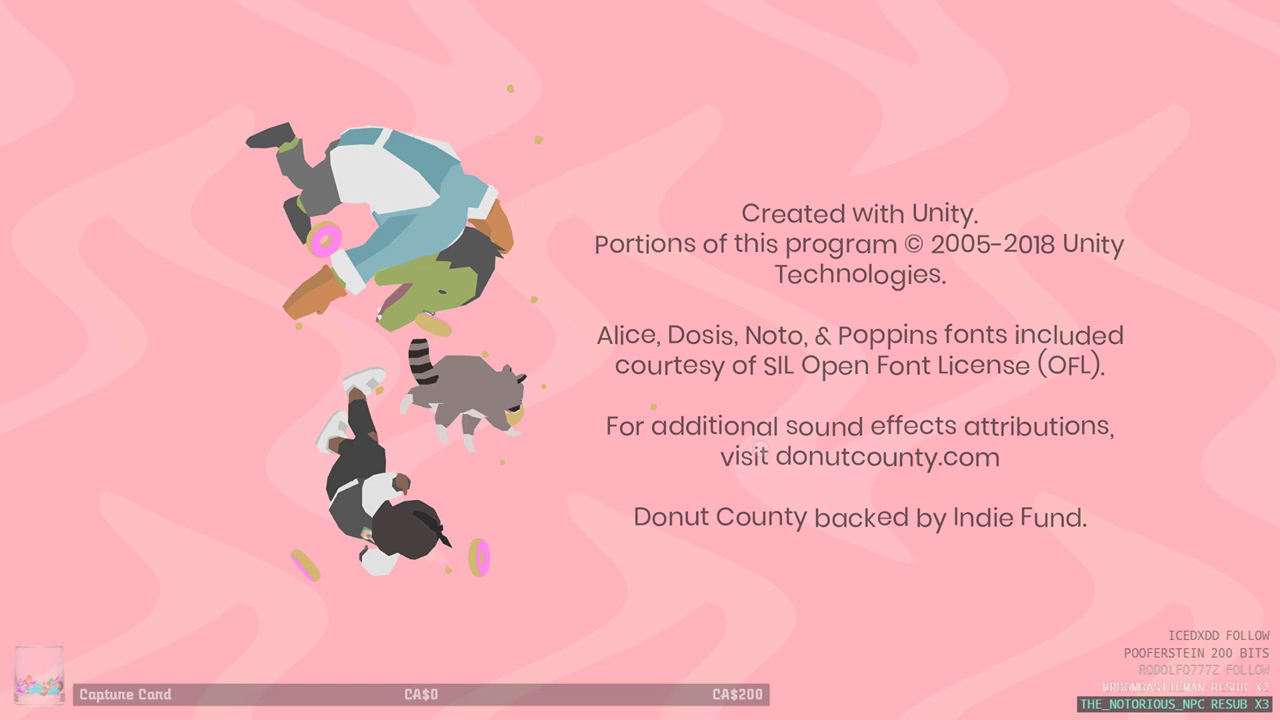 Created with Unity.
Portions of this program © 2005-2018 Unity
Technologies.
Alice, Dosis, Noto, & Poppins fonts included
courtesy of SIL Open Font License (OFL).
For additional sound effects attributions,
visit donutcounty.com
Donut County backed by Indie Fund.
ICEDXDD FOLLOW
POOFERSTEIN 200 BITS
RODOLFO777Z FOLLOW
RESUB X2
THE_NOTORIOUS_NPC RESUB X3
Capture Card CA$0 CA$200